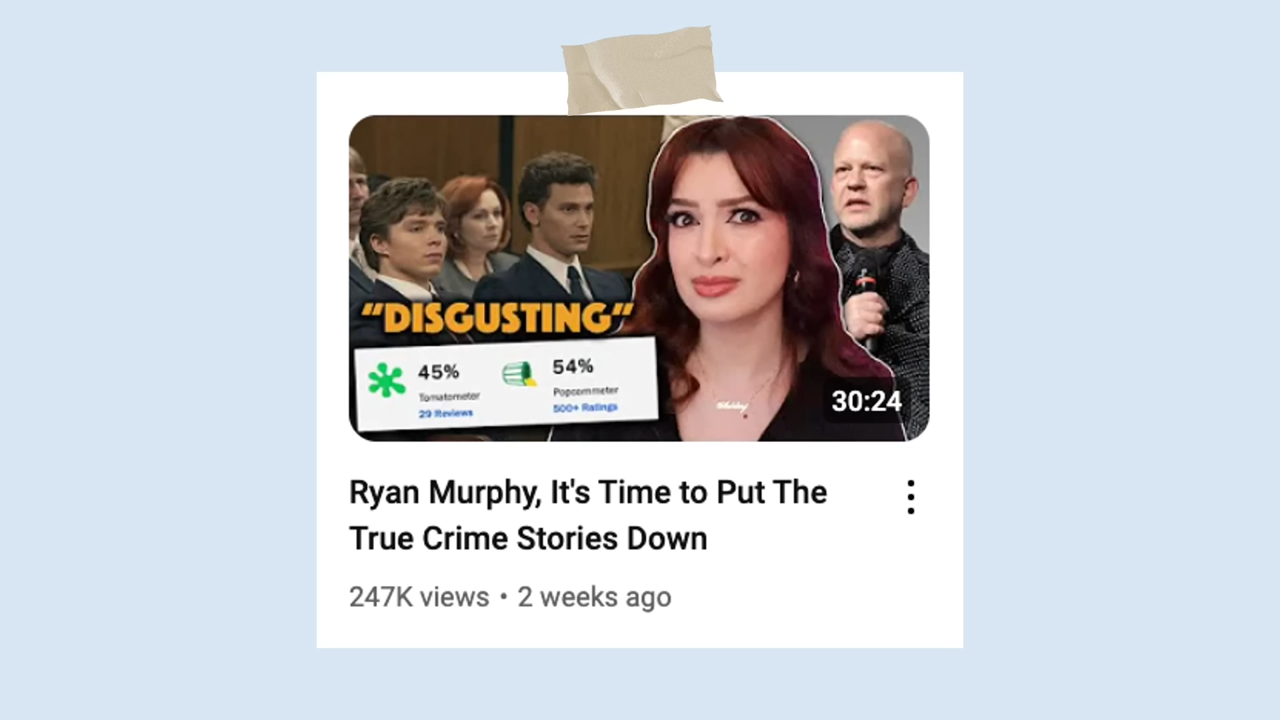 "DISGUSTING"
45%
Tomatometer
29 Reviews
54%
Popcornmeter
500+ Ratings
30:24
Ryan Murphy, It's Time to Put The
True Crime Stories Down
247K views • 2 weeks ago